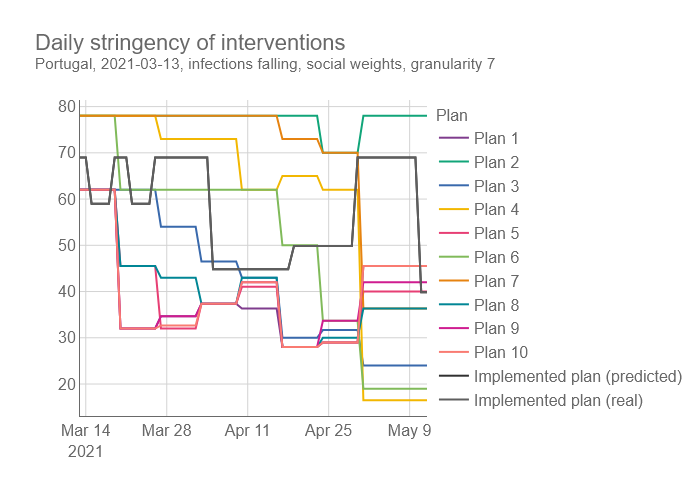 Daily stringency of interventions
Portugal, 2021-03-13, infections falling, social weights, granularity 7
80
70
60
50
40
30
20
Mar 14
2021
Mar 28
Apr 11
Apr 25
May 9
Plan
Plan 1
Plan 2
Plan 3
Plan 4
Plan 5
Plan 6
Plan 7
Plan 8
Plan 9
Plan 10
Implemented plan (predicted)
Implemented plan (real)